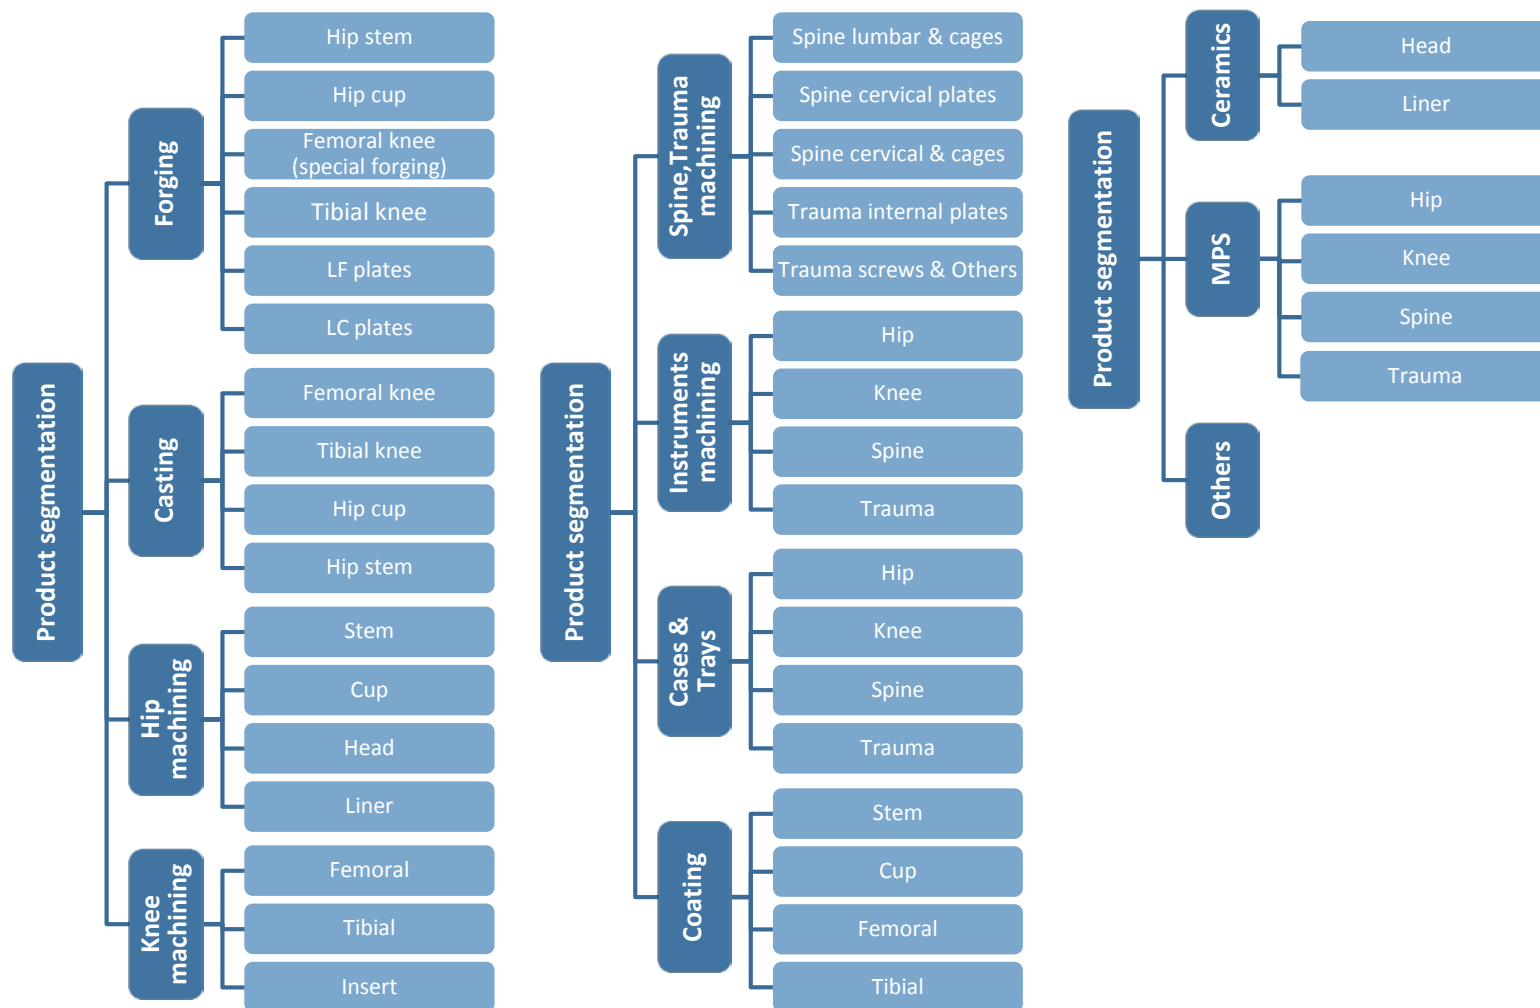 Product segmentation
Forging
Hip stem
Hip cup
Femoral knee
(special forging)
Tibial knee
LF plates
LC plates
Casting
Femoral knee
Tibial knee
Hip cup
Hip stem
Hip
machining
Stem
Cup
Head
Liner
Knee
machining
Femoral
Tibial
Insert
Product segmentation
Spine,Trauma
machining
Spine lumbar & cages
Spine cervical plates
Spine cervical & cages
Trauma internal plates
Trauma screws & Others
Instruments
machining
Hip
Knee
Spine
Trauma
Cases &
Trays
Hip
Knee
Spine
Trauma
Coating
Stem
Cup
Femoral
Tibial
Product segmentation
Ceramics
Head
Liner
MPS
Hip
Knee
Spine
Trauma
Others